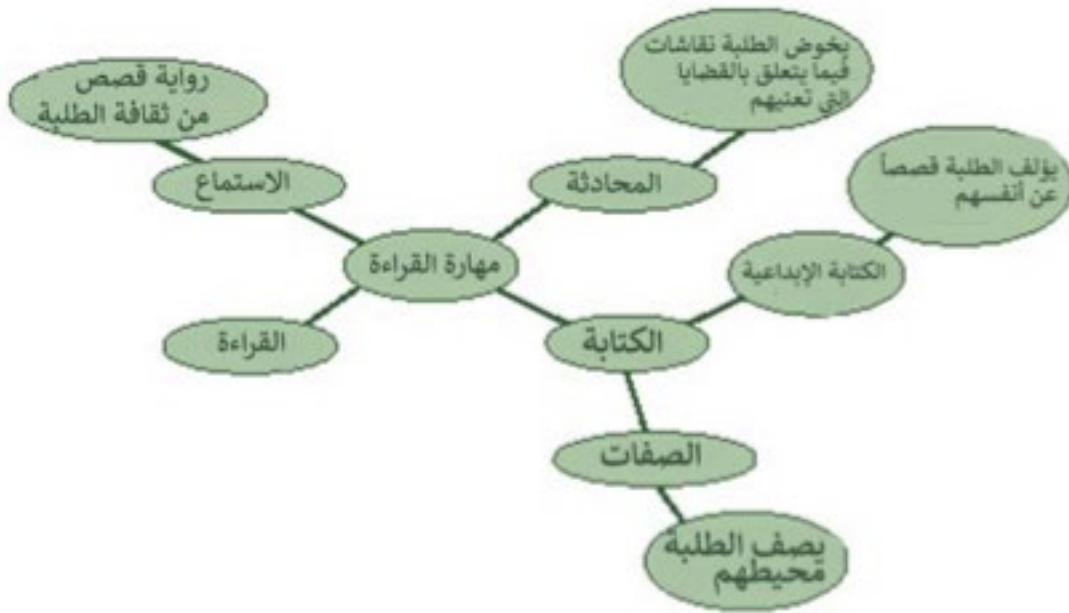 يخوض الطلبة نقاشات
فيما يتعلق بالقضايا
التي تعنيهم
رواية قصص
من ثقافة الطلبة
يؤلف الطلبة قصصاً
عن أنفسهم
المحادثة
الاستماع
مهارة القراءة
الكتابة الإبداعية
الكتابة
القراءة
الصفات
يصف الطلبة
محيطهم